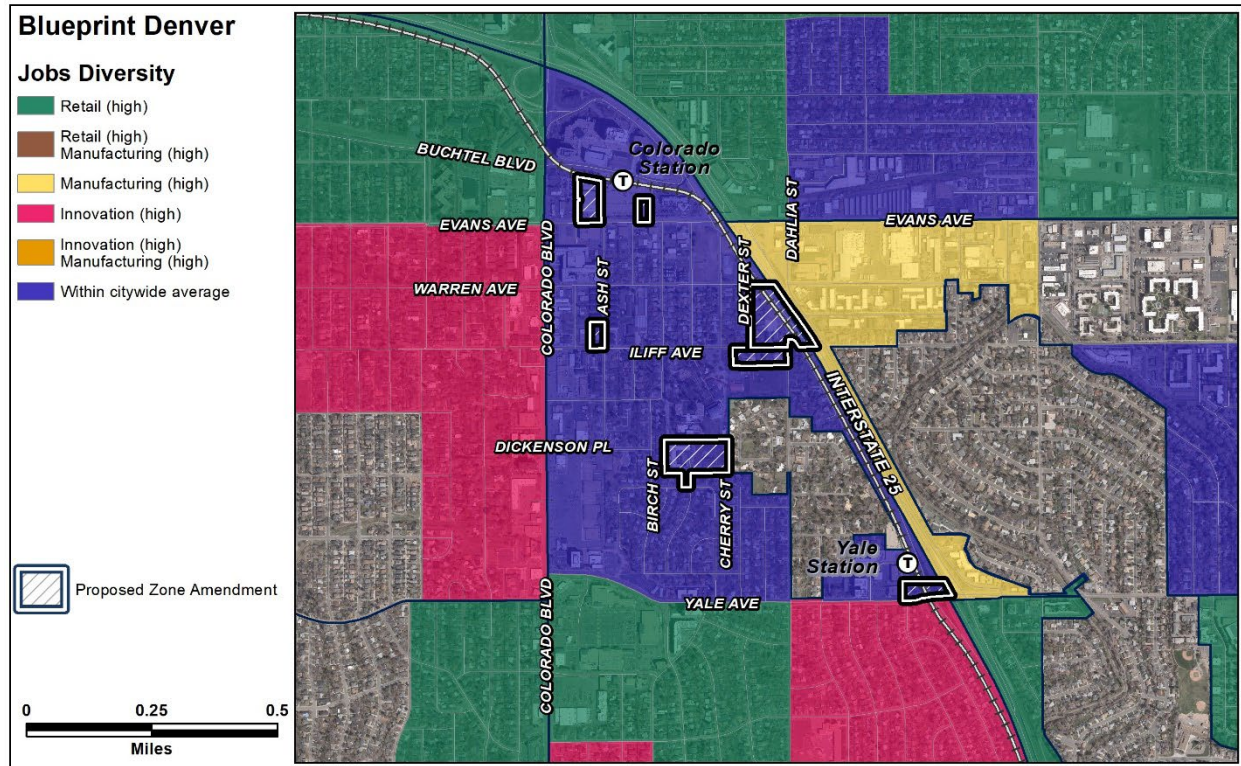 Blueprint Denver
Jobs Diversity
Retail (high)
Retail (high)
Manufacturing (high)
Manufacturing (high)
Innovation (high)
Innovation (high)
Manufacturing (high)
Within citywide average
Proposed Zone Amendment
0 0.25 0.5
Miles
BUCHTEL BLVD
Colorado
Station
T
EVANS AVE
EVANS AVE
DAHLIA ST
COLORADO BLVD
ASH ST
WARREN AVE
DEXTER ST
ILIFF AVE
DICKENSON PL
BIRCH ST
CHERRY ST
INTERSTATE 25
Yale
Station
T
YALE AVE
COLORADO BLVD